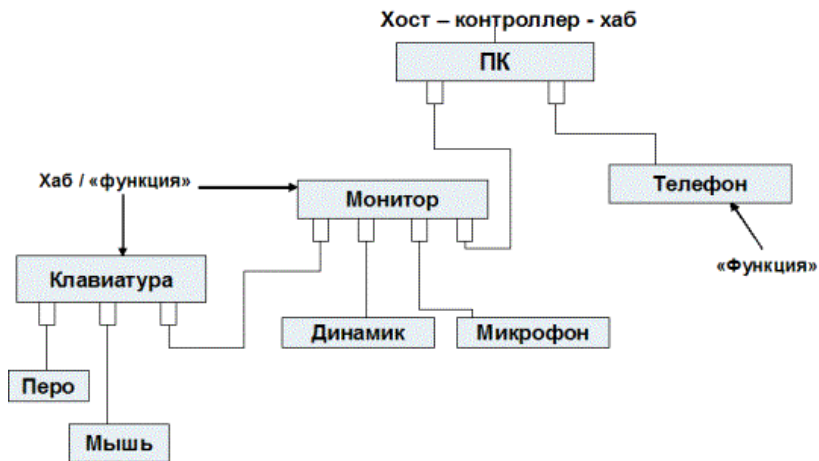 Хост – контроллер - хаб
ПК
Хаб / «функция»
Телефон
Монитор
«Функция»
Клавиатура
Динамик
Микрофон
Перо
Мышь